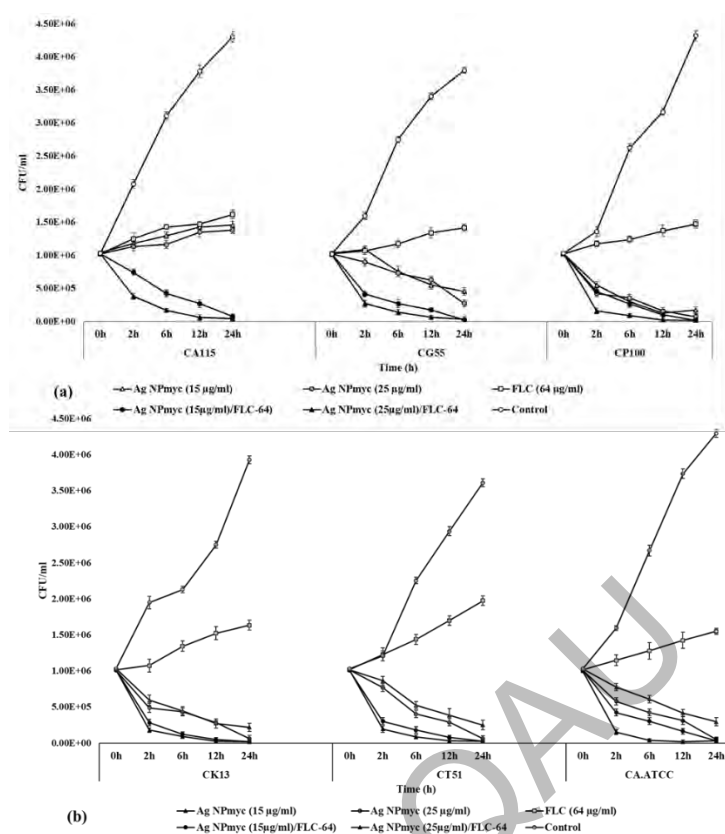 4.50E+06
4.00E+06
3.50E+06
3.00E+06
2.50E+06
2.00E+06
1.50E+06
1.00E+06
5.00E+05
0.00E+00
CFU/ml
0h 2h 6h 12h 24h 0h 2h 6h 12h 24h 0h 2h 6h 12h 24h
CA115 CG55 CP100
Time (h)
(a)
Ag NPmyc (15 µg/ml) Ag NPmyc (25 µg/ml) FLC (64 µg/ml)
Ag NPmyc (15µg/ml)/FLC-64) Ag NPmyc (25µg/ml)/FLC-64 Control
4.50E+06
4.00E+06
3.50E+06
3.00E+06
2.50E+06
2.00E+06
1.50E+06
1.00E+06
5.00E+05
0.00E+00
CFU/ml
0h 2h 6h 12h 24h 0h 2h 6h 12h 24h 0h 2h 6h 12h 24h
CK13 CT51 CA.ATCC
Time (h)
(b)
Ag NPmyc (15 µg/ml) Ag NPmyc (25 µg/ml) FLC (64 µg/ml)
Ag NPmyc (15µg/ml)/FLC-64) Ag NPmyc (25µg/ml)/FLC-64 Control
QAU